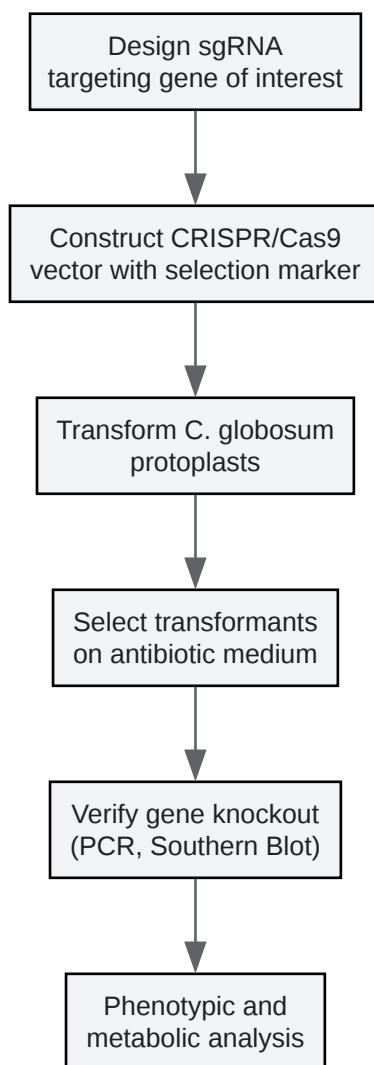 Design sgRNA
targeting gene of interest
Construct CRISPR/Cas9
vector with selection marker
Transform C. globosum
protoplasts
Select transformants
on antibiotic medium
Verify gene knockout
(PCR, Southern Blot)
Phenotypic and
metabolic analysis